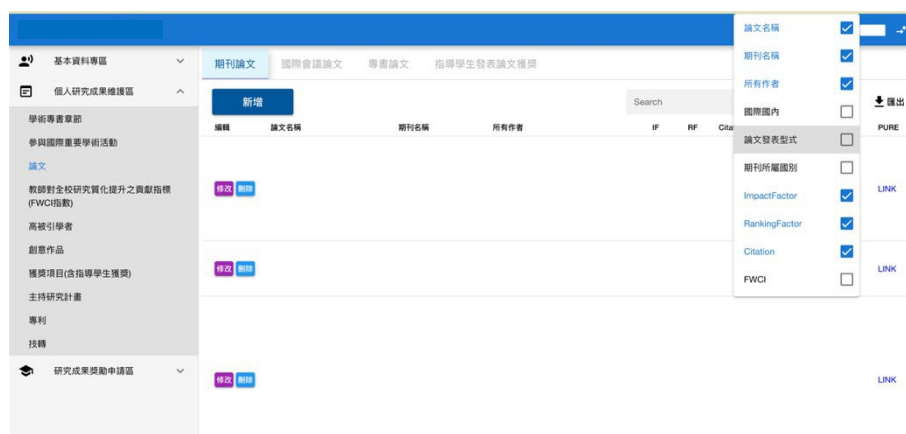 基本資料專區
個人研究成果維護區
學術專書章節
參與國際重要學術活動
論文
教師對全校研究質化提升之貢獻指標
(FWCI指數)
高被引學者
創意作品
獲獎項目(含指導學生獲獎)
主持研究計畫
專利
技轉
研究成果獎勵申請區
期刊論文 國際會議論文 專書論文 指導學生發表論文獲獎
新增
Search
匯出
編輯 論文名稱 期刊名稱 所有作者 IF RF PURE
修改 刪除 LINK
修改 刪除 LINK
修改 刪除 LINK
論文名稱
期刊名稱
所有作者
國際國內
論文發表型式
期刊所屬國別
ImpactFactor
RankingFactor
Citation
FWCI